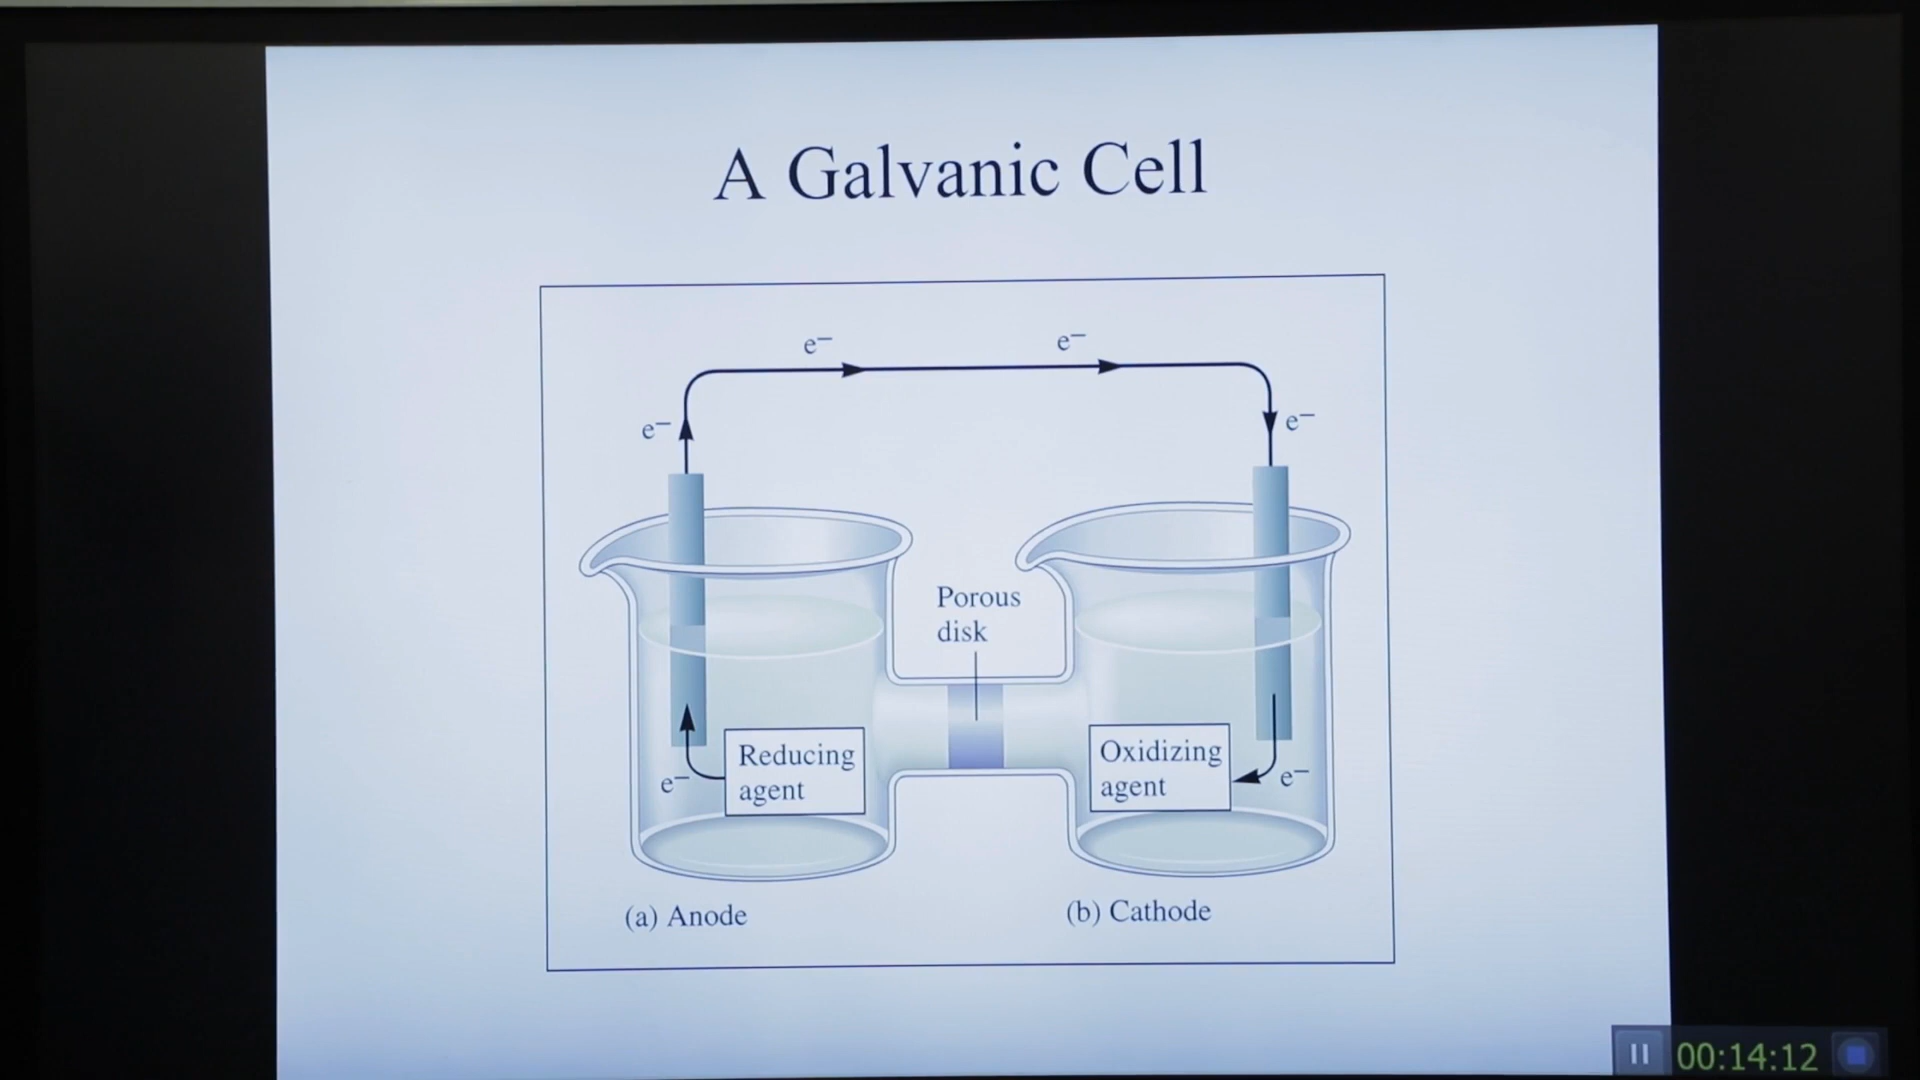 A Galvanic Cell
e⁻
e⁻
e⁻
e⁻
Porous
disk
Reducing
agent
Oxidizing
agent
e⁻
e⁻
(a) Anode
(b) Cathode
00:14:12